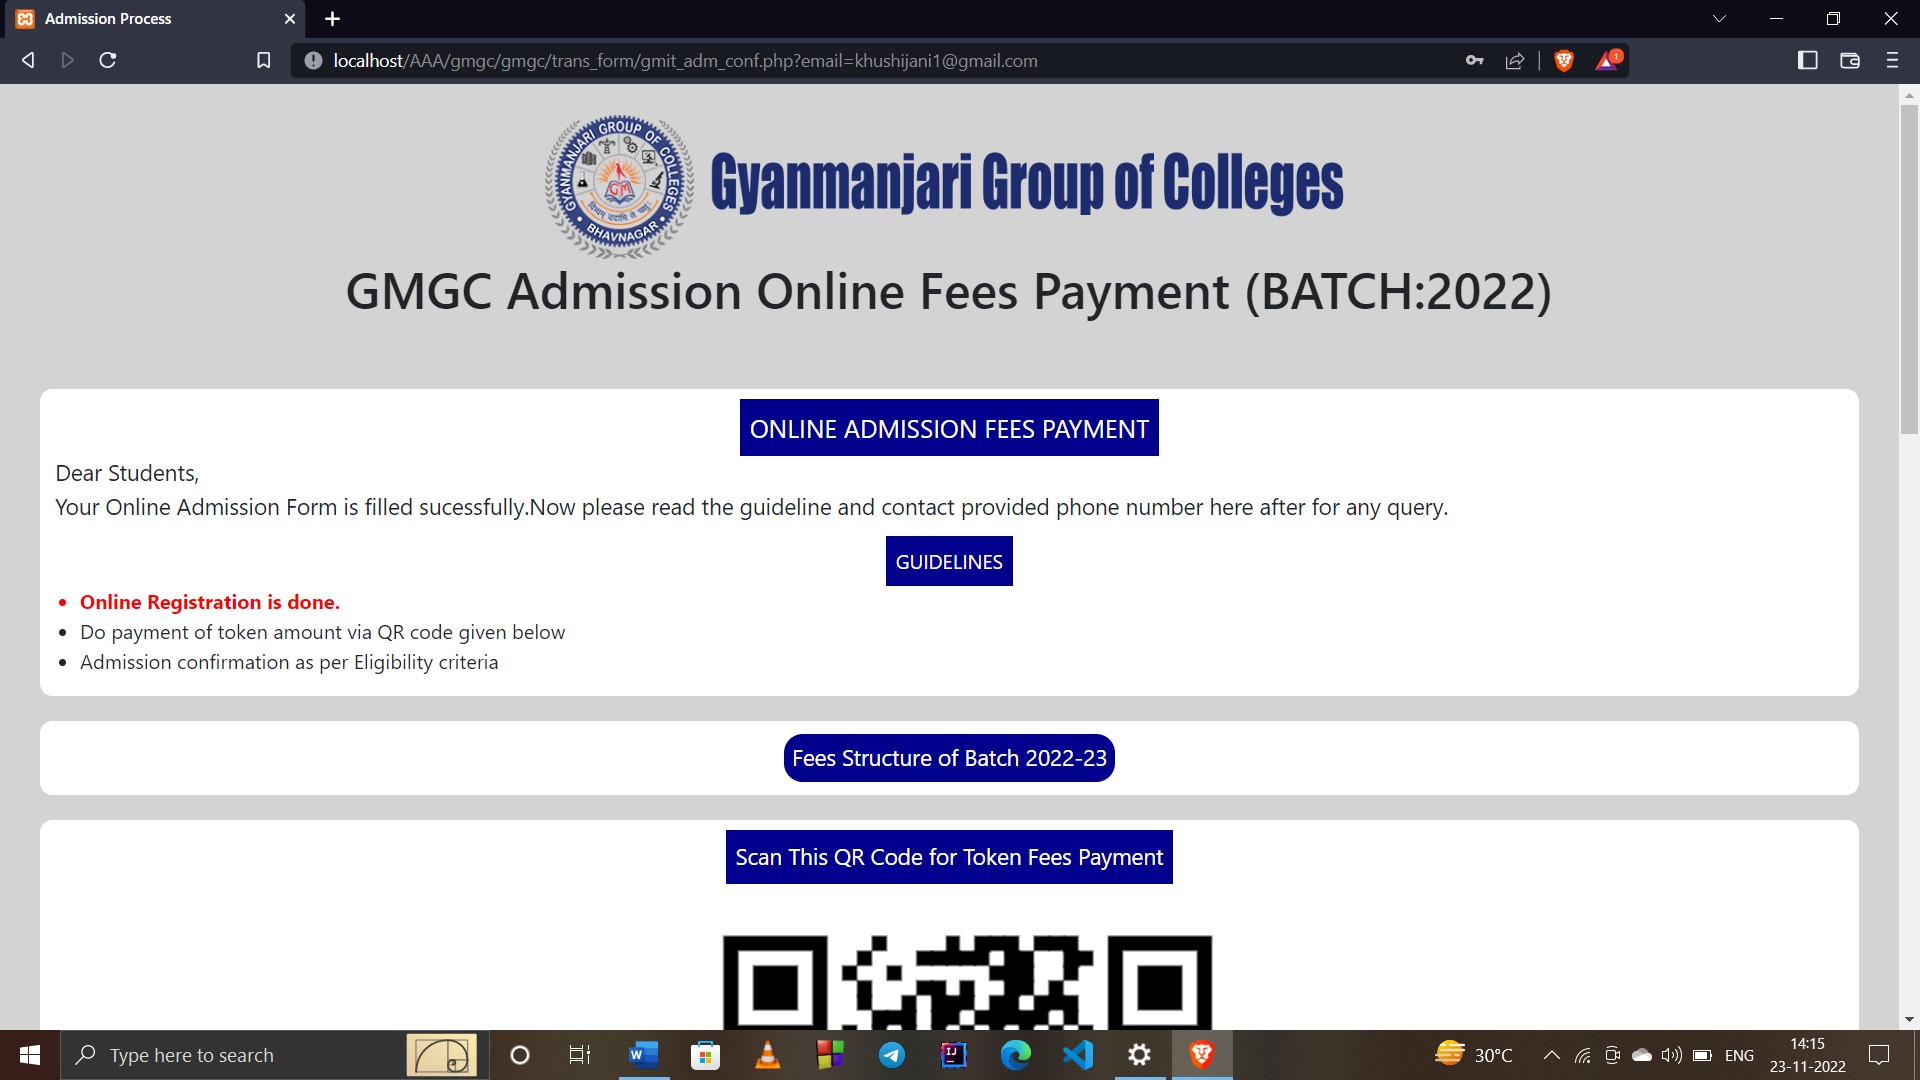 Admission Process
localhost/AAA/gmgc/gmgc/trans_form/gmit_adm_conf.php?email=khushijani1@gmail.com
1
GYANMANJARI GROUP OF COLLEGES
GM
BHAVNAGAR
Gyanmanjari Group of Colleges
GMGC Admission Online Fees Payment (BATCH:2022)
ONLINE ADMISSION FEES PAYMENT
Dear Students,
Your Online Admission Form is filled sucessfully.Now please read the guideline and contact provided phone number here after for any query.
GUIDELINES
• Online Registration is done.
• Do payment of token amount via QR code given below
• Admission confirmation as per Eligibility criteria
Fees Structure of Batch 2022-23
Scan This QR Code for Token Fees Payment
Type here to search
W
IJ
30°C
ENG
14:15
23-11-2022